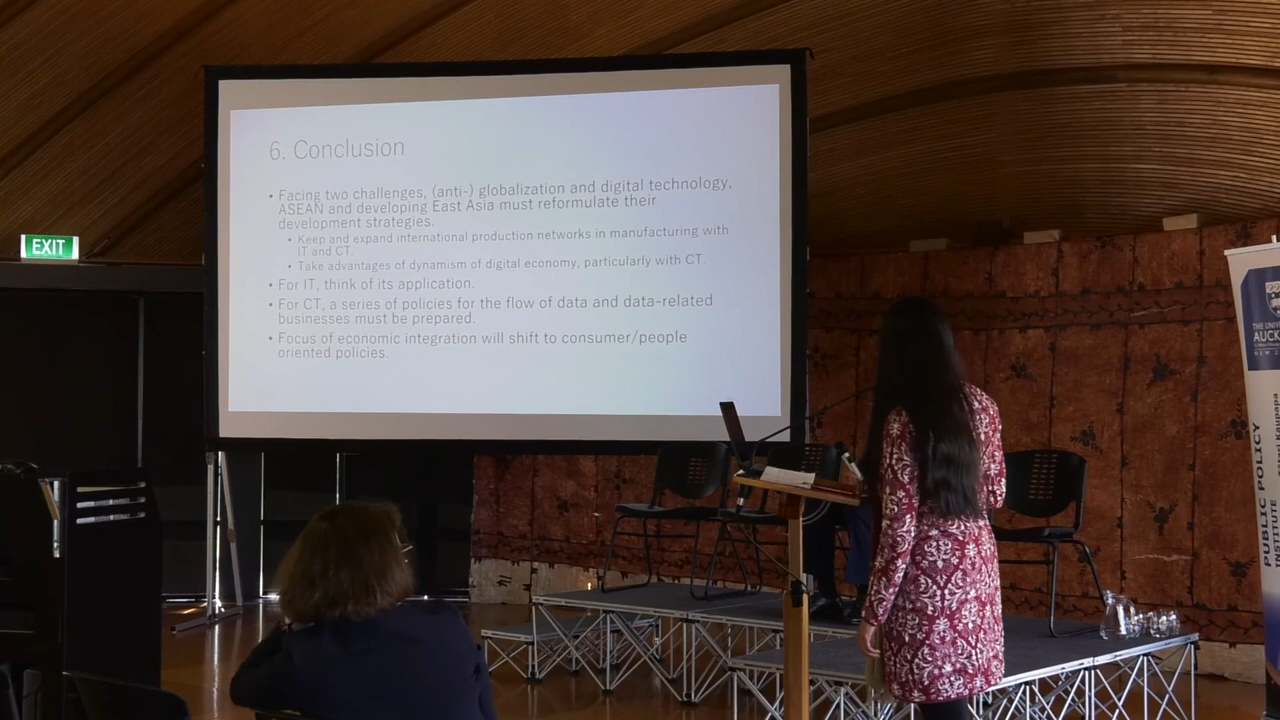 6. Conclusion
• Facing two challenges, (anti-) globalization and digital technology,
ASEAN and developing East Asia must reformulate their
development strategies.
• Keep and expand international production networks in manufacturing with
IT and CT.
• Take advantages of dynamism of digital economy, particularly with CT.
• For IT, think of its application.
• For CT, a series of policies for the flow of data and data-related
businesses must be prepared.
• Focus of economic integration will shift to consumer/people
oriented policies.
EXIT
PUBLIC POLICY
INSTITUTE